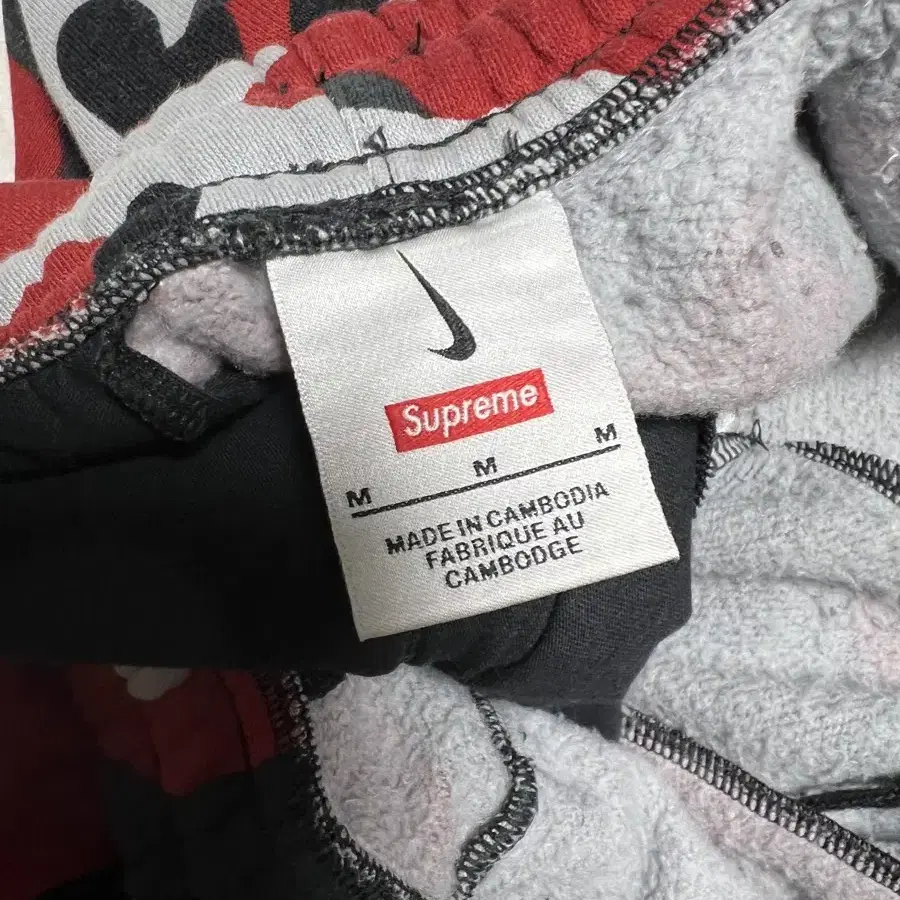 Supreme
M M M
MADE IN CAMBODIA
FABRIQUE AU
CAMBODGE